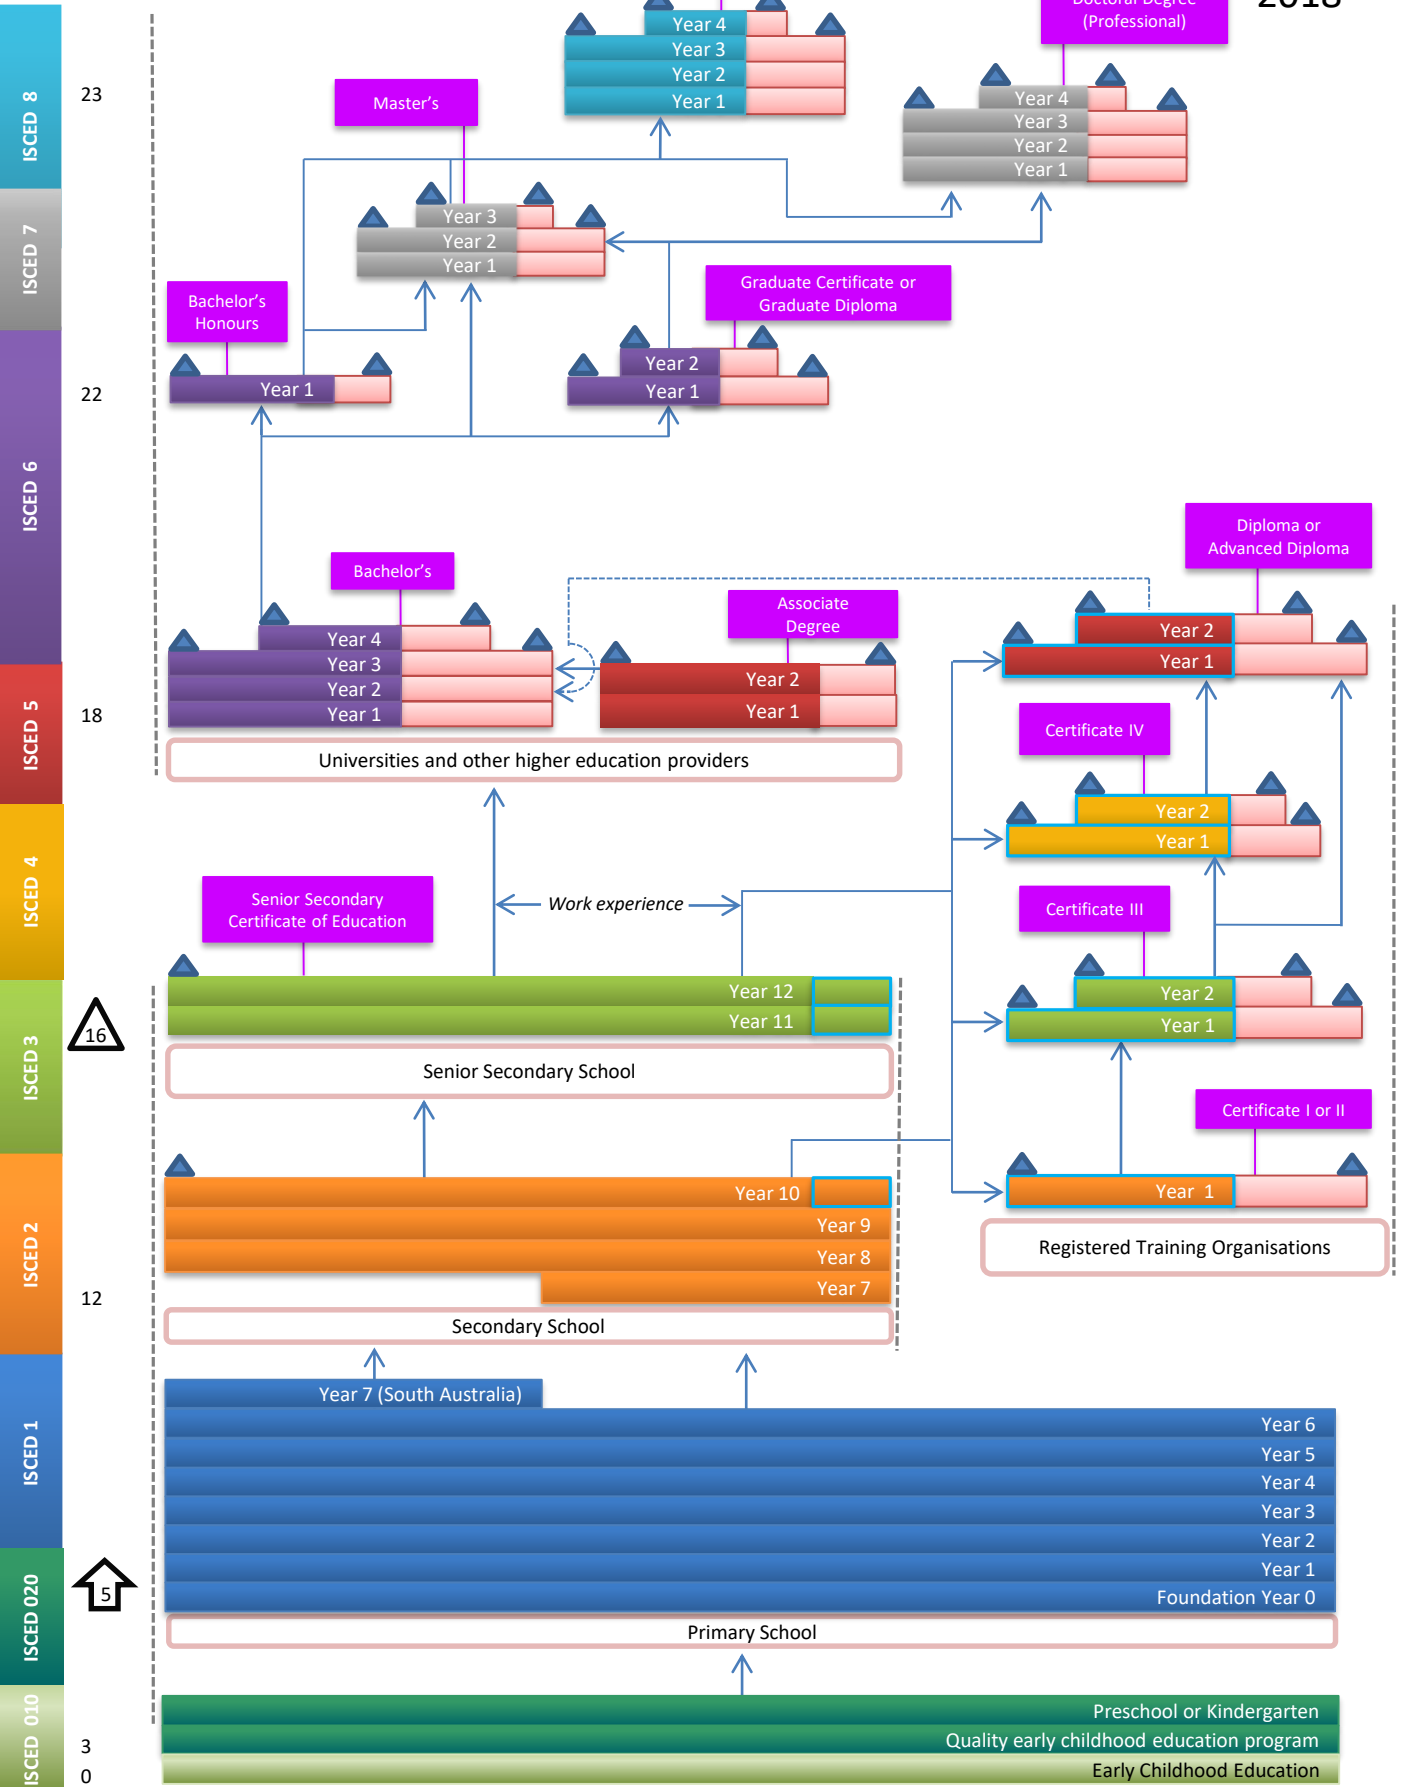 2018
Doctoral Degree
(Professional)
Year 4
Year 3
Year 2
Year 1
ISCED 8
23
Master's
Year 4
Year 3
Year 2
Year 1
ISCED 7
Year 3
Year 2
Year 1
Bachelor's
Honours
Graduate Certificate or
Graduate Diploma
Year 1
Year 2
Year 1
22
ISCED 6
Diploma or
Advanced Diploma
Bachelor's
Associate
Degree
Year 4
Year 3
Year 2
Year 1
Year 2
Year 1
Year 2
Year 1
ISCED 5
18
Universities and other higher education providers
Certificate IV
Year 2
Year 1
ISCED 4
Work experience
Senior Secondary
Certificate of Education
Certificate III
Year 12
Year 11
Year 2
Year 1
ISCED 3
16
Senior Secondary School
Certificate I or II
Year 10
Year 9
Year 8
Year 7
Year 1
Registered Training Organisations
ISCED 2
12
Secondary School
Year 7 (South Australia)
Year 6
Year 5
Year 4
Year 3
Year 2
Year 1
Foundation Year 0
ISCED 1
ISCED 020
5
Primary School
Preschool or Kindergarten
Quality early childhood education program
Early Childhood Education
ISCED 010
3
0